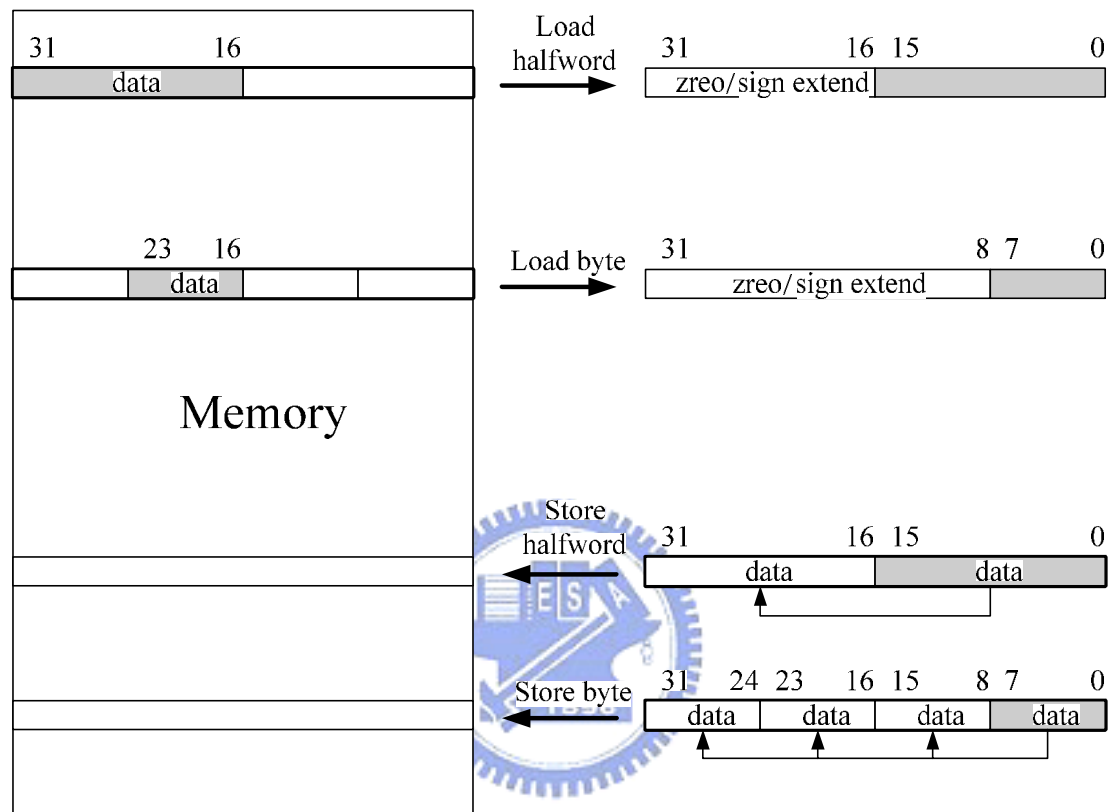 Load
halfword
31 16
data
31 16 15 0
zreo/sign extend
23 16
data
Load byte
31 8 7 0
zreo/sign extend
Memory
Store
halfword
31 16 15 0
data data
E S A
Store byte
31 24 23 16 15 8 7 0
data data data data
1896